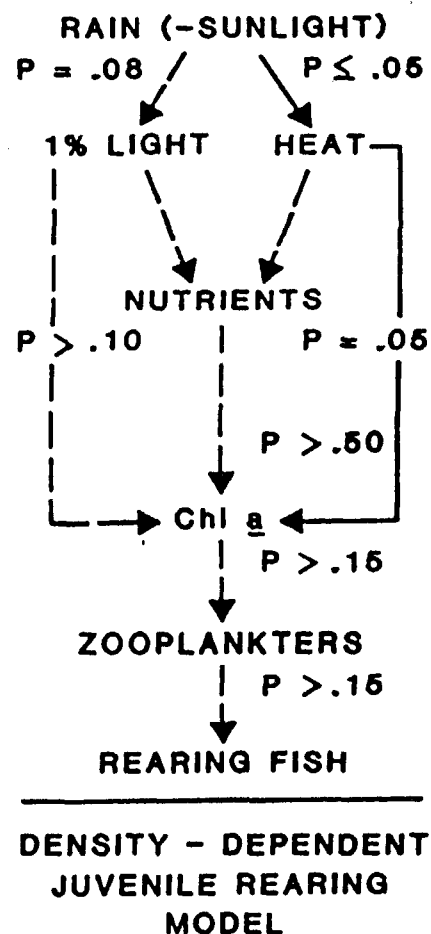 RAIN (-SUNLIGHT)
P = .08 P ≤ .05
1% LIGHT HEAT
NUTRIENTS
P > .10 P = .05
P > .50
Chl a
P > .15
ZOOPLANKTERS
P > .15
REARING FISH
DENSITY - DEPENDENT
JUVENILE REARING
MODEL